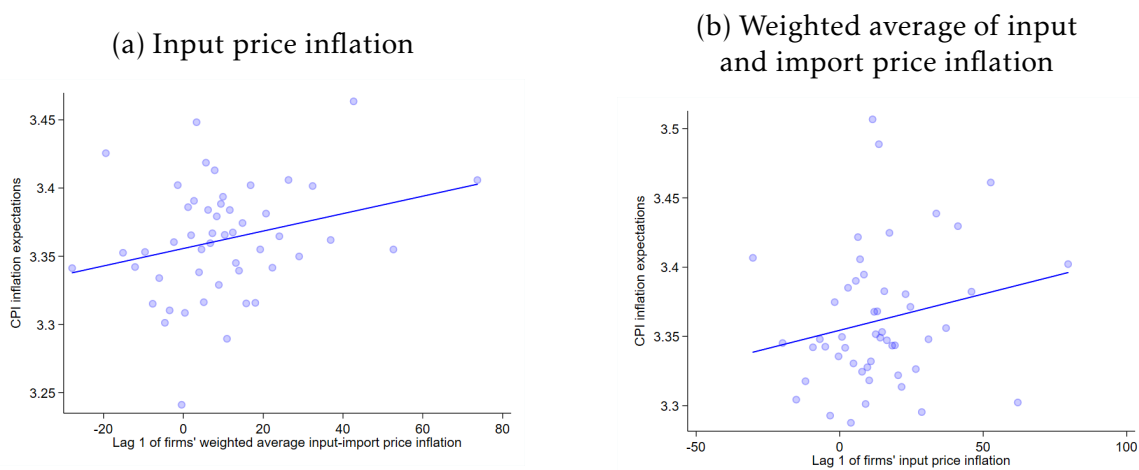 (a) Input price inflation
3.45
3.4
3.35
3.3
3.25
CPI inflation expectations
-20
0
20
40
60
80
Lag 1 of firms' weighted average input-import price inflation
(b) Weighted average of input
and import price inflation
3.5
3.45
3.4
3.35
3.3
CPI inflation expectations
-50
0
50
100
Lag 1 of firms' input price inflation